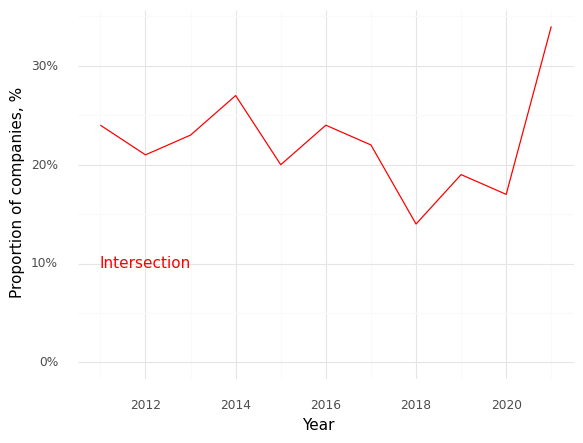 Proportion of companies, %
30%
20%
10%
0%
Intersection
2012 2014 2016 2018 2020
Year